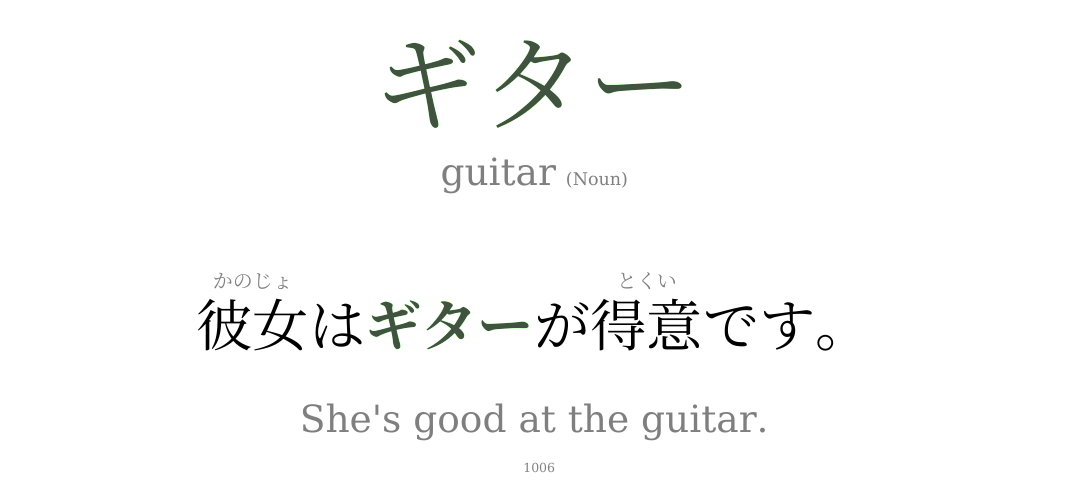 ギター
guitar (Noun)
かのじょ とくい
彼女はギターが得意です。
She's good at the guitar.
1006